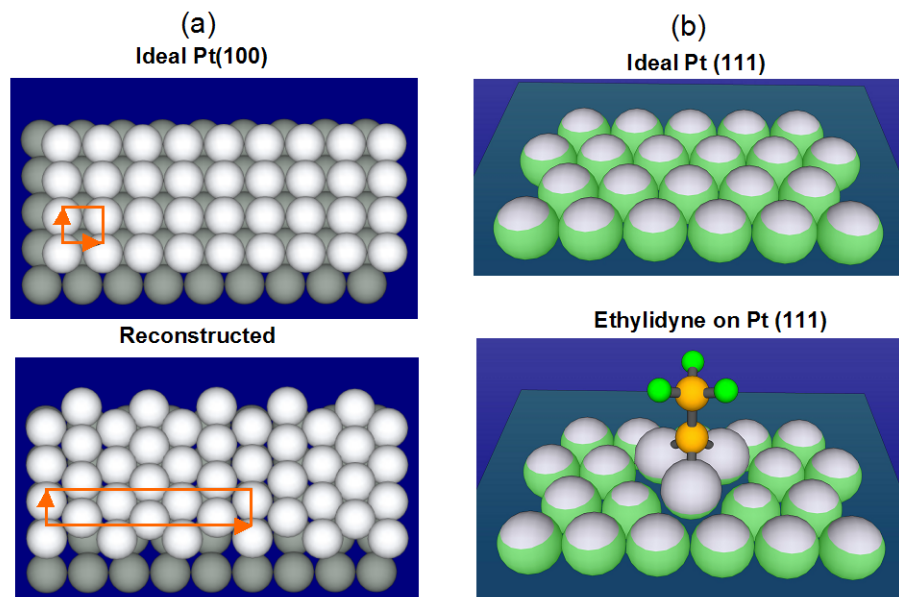 (a)
Ideal Pt(100)
Reconstructed
(b)
Ideal Pt (111)
Ethylidyne on Pt (111)